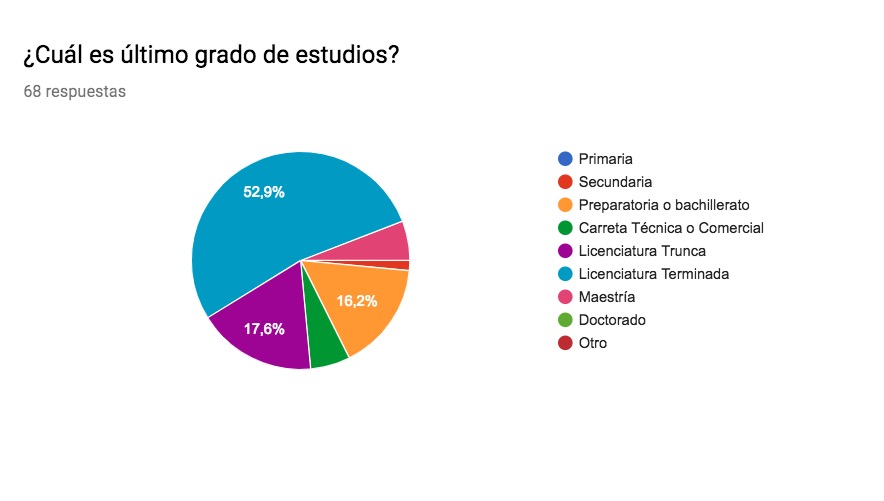 ¿Cuál es último grado de estudios?
68 respuestas
52,9%
16,2%
17,6%
Primaria
Secundaria
Preparatoria o bachillerato
Carreta Técnica o Comercial
Licenciatura Trunca
Licenciatura Terminada
Maestría
Doctorado
Otro